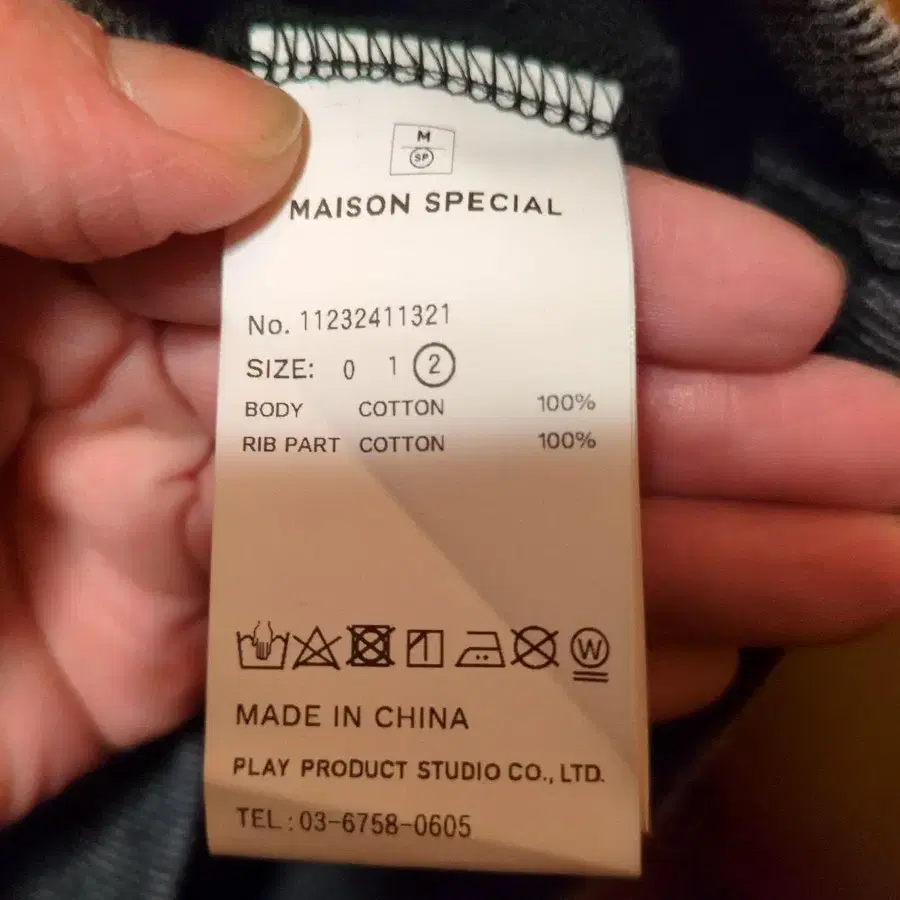 M
SP
MAISON SPECIAL
No. 11232411321
SIZE: 0 1 2
BODY COTTON 100%
RIB PART COTTON 100%
W
MADE IN CHINA
PLAY PRODUCT STUDIO CO., LTD.
TEL:03-6758-0605